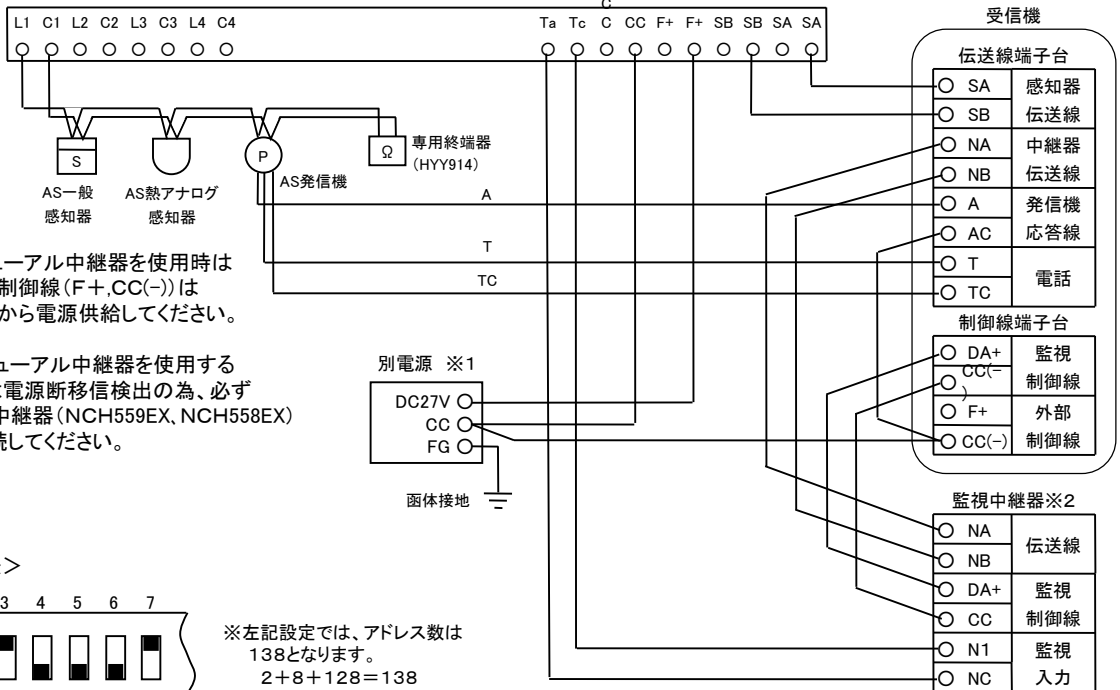 L1 C1 L2 C2 L3 C3 L4 C4
Ta Tc C C CC F+ F+ SB SB SA SA
受信機
伝送線端子台
SA 感知器
SB 伝送線
NA 中継器
NB 伝送線
A 発信機
AC 応答線
T 電話
TC
制御線端子台
DA+ 監視
CC(-) 制御線
F+ 外部
CC(-) 制御線
S
AS一般
感知器
AS熱アナログ
感知器
P
AS発信機
Ω
専用終端器
(HYY914)
A
T
TC
ューアル中継器を使用時は
制御線(F+,CC(-))は
から電源供給してください。
ューアル中継器を使用する
電源断移信検出の為、必ず
中継器(NCH559EX、NCH558EX)
続してください。
別電源 ※1
DC27V
CC
FG
函体接地
監視中継器※2
NA 伝送線
NB
DA+ 監視
CC 制御線
N1 監視
NC 入力
>
3 4 5 6 7
※左記設定では、アドレス数は
138となります。
2+8+128=138